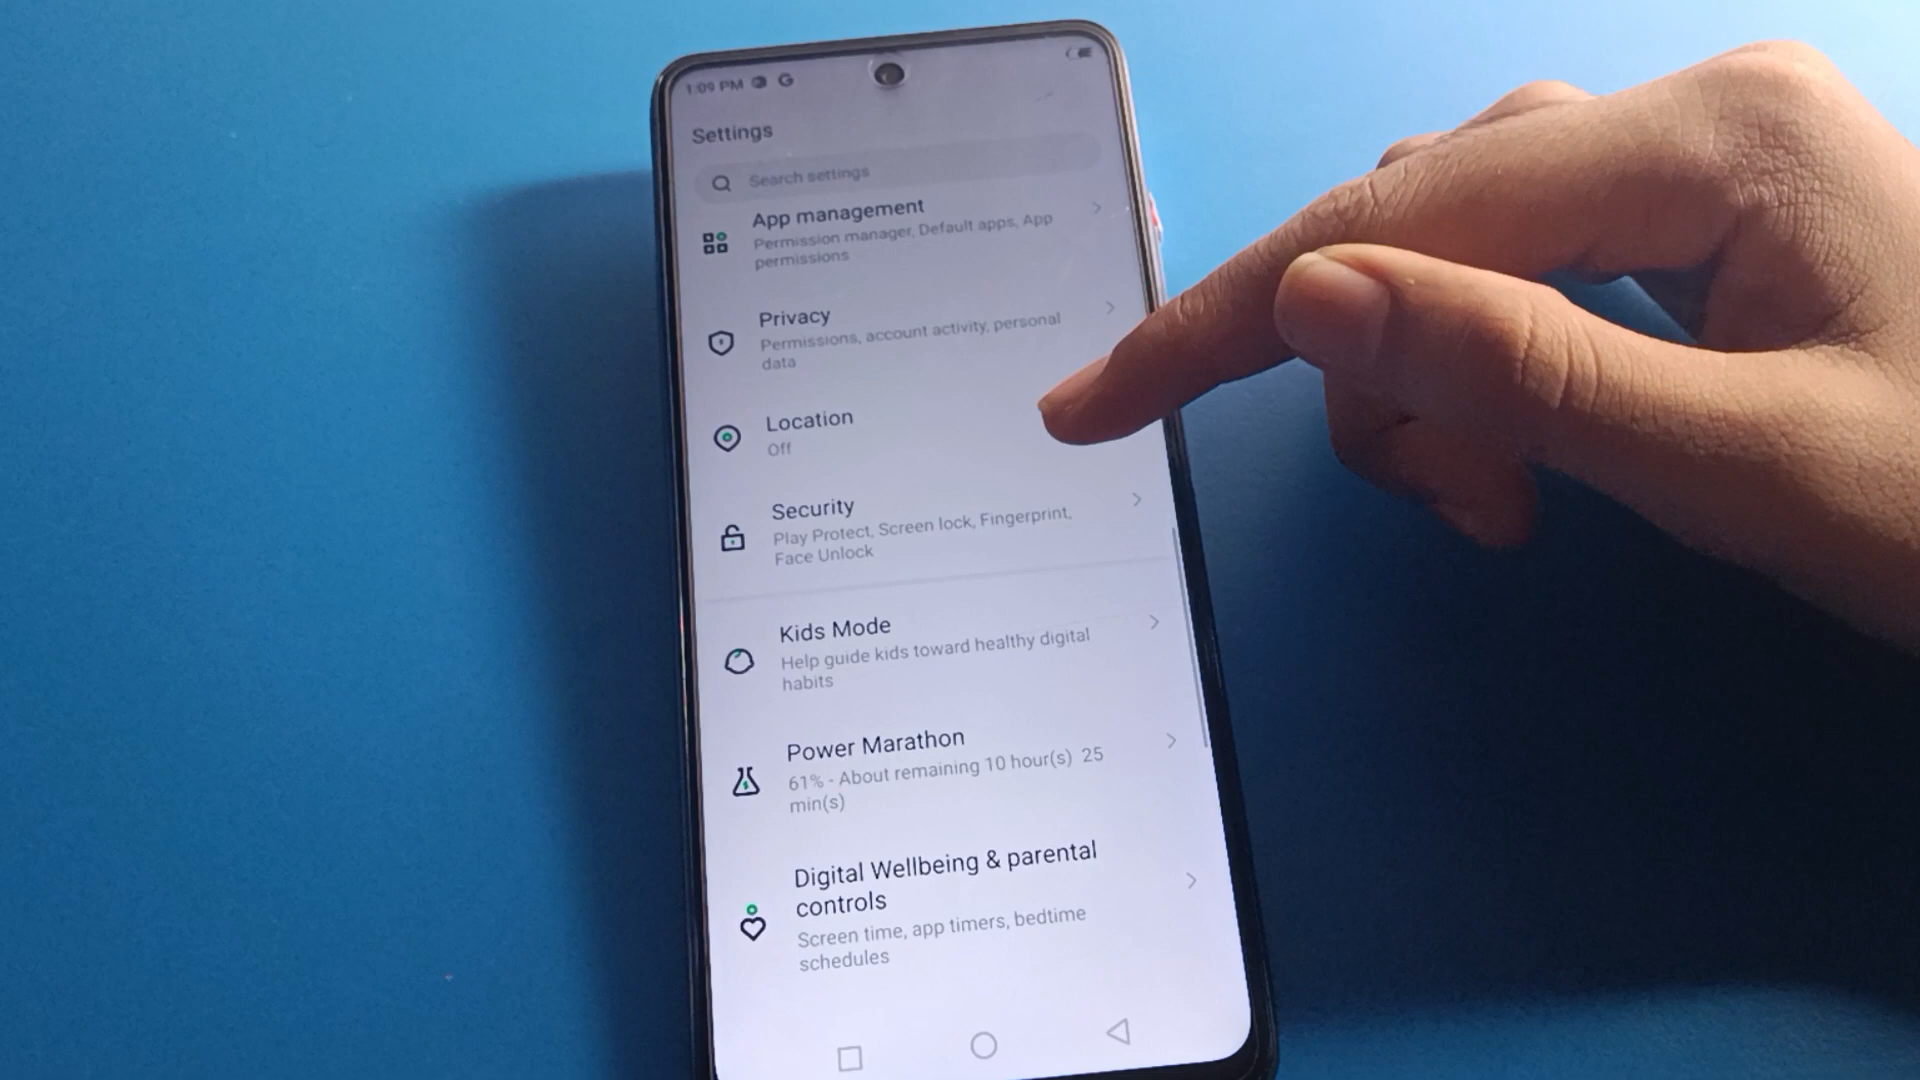 1:09 PM
Settings
Search settings
App management
Permission manager, Default apps, App
permissions
Privacy
Permissions, account activity, personal
data
Location
Off
Security
Play Protect, Screen lock, Fingerprint,
Face Unlock
Kids Mode
Help guide kids toward healthy digital
habits
Power Marathon
61% - About remaining 10 hour(s) 25
min(s)
Digital Wellbeing & parental
controls
Screen time, app timers, bedtime
schedules